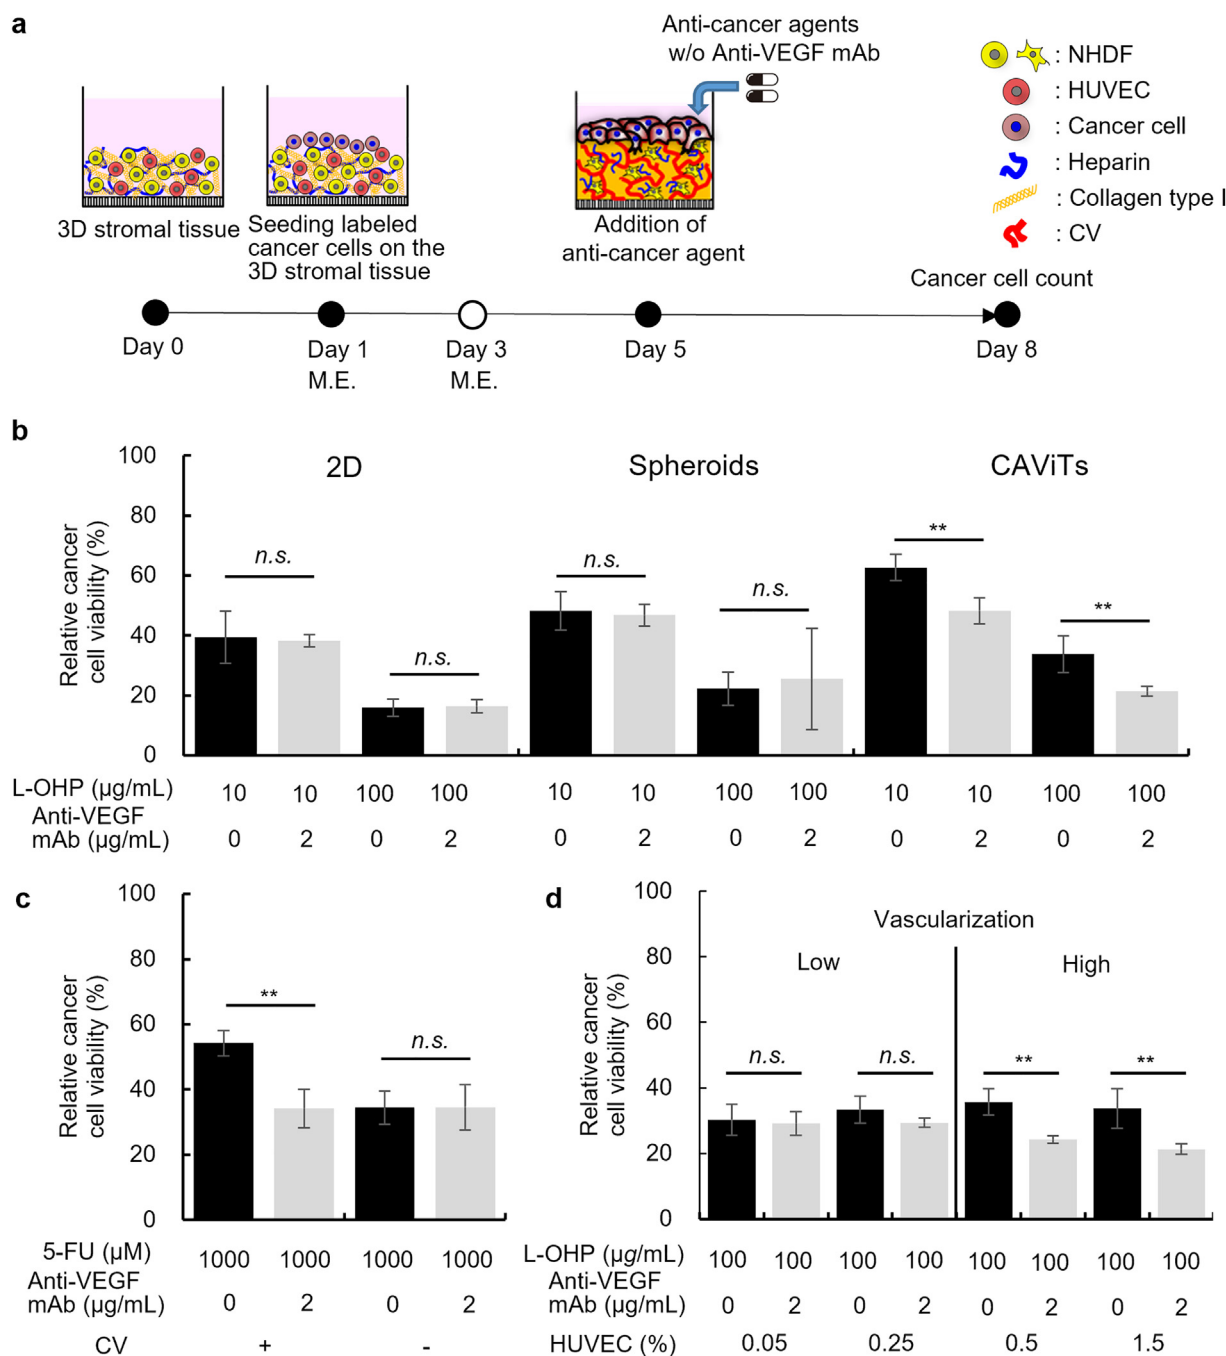 a
Anti-cancer agents
w/o Anti-VEGF mAb
: NHDF
: HUVEC
: Cancer cell
: Heparin
: Collagen type I
: CV
3D stromal tissue
Seeding labeled
cancer cells on the
3D stromal tissue
Addition of
anti-cancer agent
Cancer cell count
Day 0
Day 1
M.E.
Day 3
M.E.
Day 5
Day 8
b
Relative cancer
cell viability (%)
100
80
60
40
20
0
2D
Spheroids
CAViTs
n.s.
n.s.
n.s.
n.s.
**
**
L-OHP (µg/mL) 10 10 100 100 10 10 100 100 10 10 100 100
Anti-VEGF
mAb (µg/mL) 0 2 0 2 0 2 0 2 0 2 0 2
c
Relative cancer
cell viability (%)
100
80
60
40
20
0
**
n.s.
5-FU (µM) 1000 1000 1000 1000
Anti-VEGF
mAb (µg/mL) 0 2 0 2
CV + -
d
Relative cancer
cell viability (%)
100
80
60
40
20
0
Vascularization
Low High
n.s.
n.s.
**
**
L-OHP (µg/mL) 100 100 100 100 100 100 100 100
Anti-VEGF
mAb (µg/mL) 0 2 0 2 0 2 0 2
HUVEC (%) 0.05 0.25 0.5 1.5